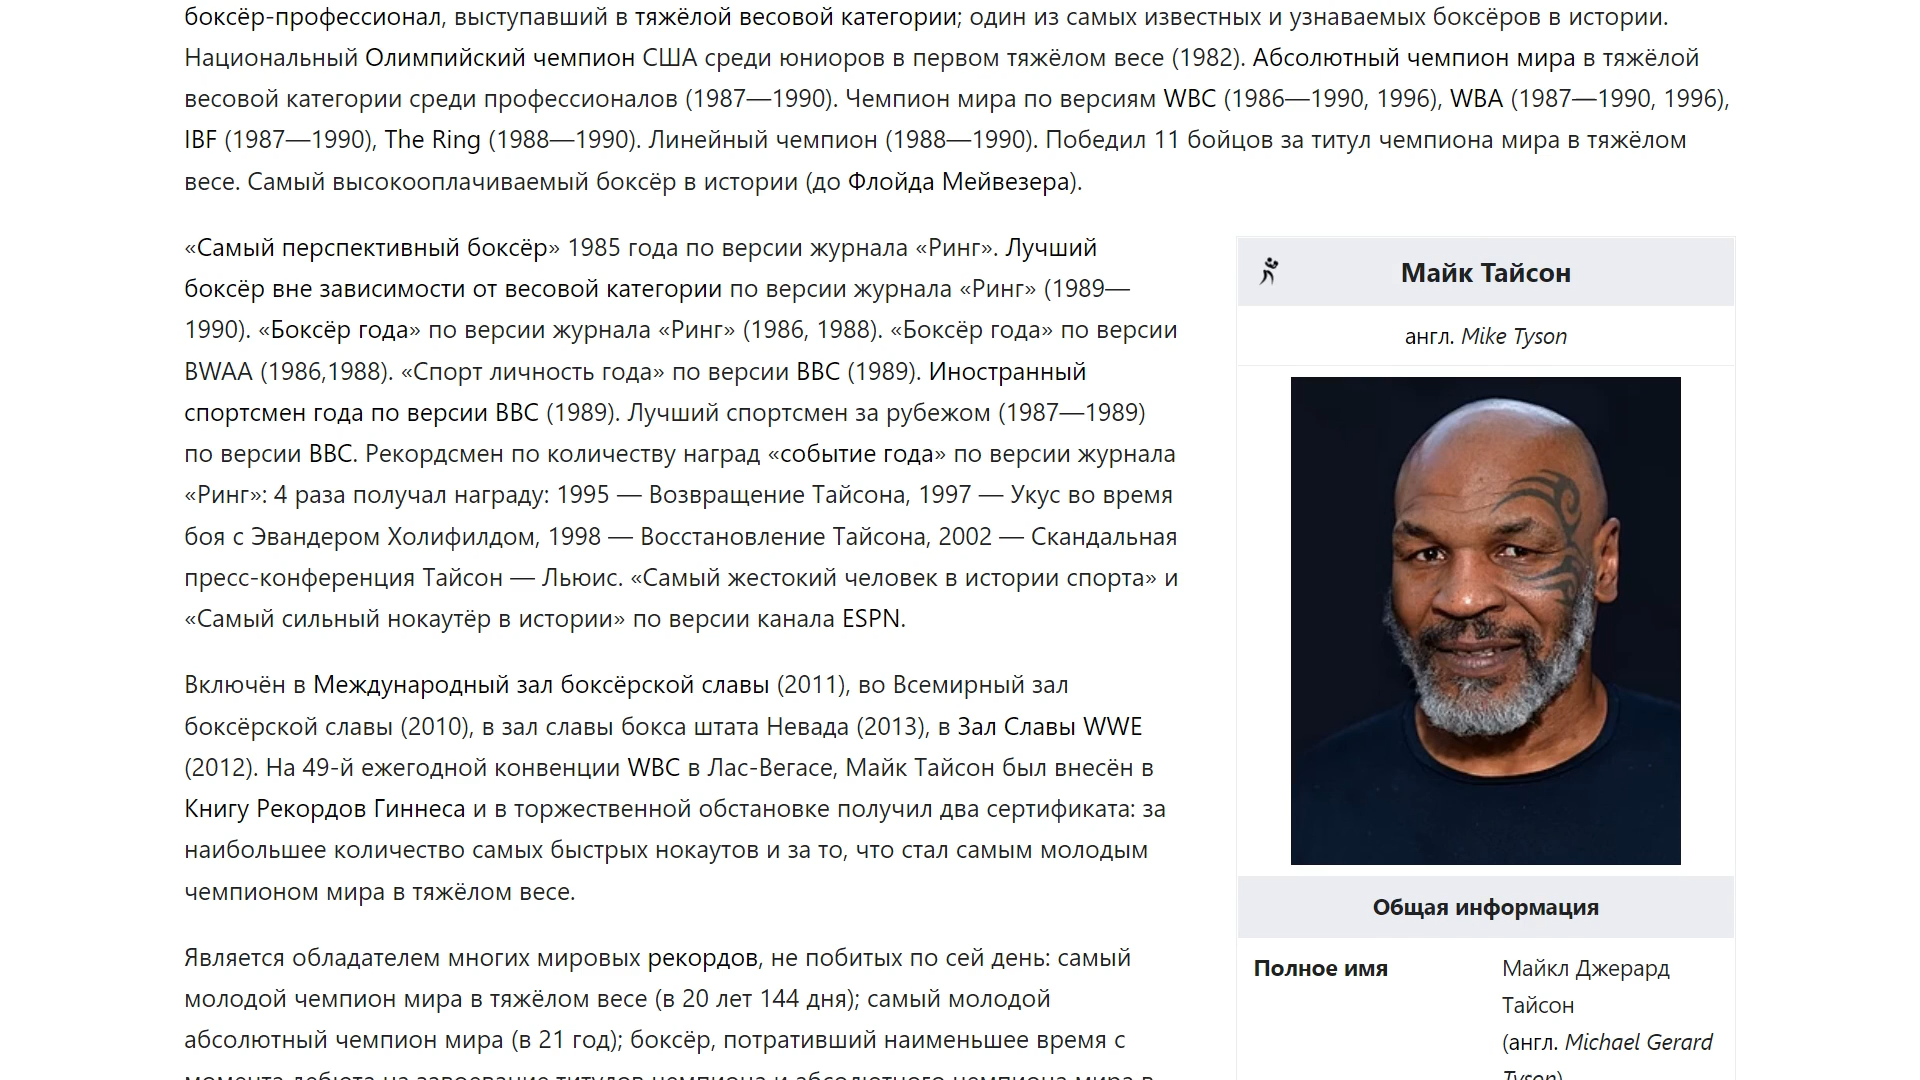 боксёр-профессионал, выступавший в тяжёлой весовой категории; один из самых известных и узнаваемых боксёров в истории.
Национальный Олимпийский чемпион США среди юниоров в первом тяжёлом весе (1982). Абсолютный чемпион мира в тяжёлой
весовой категории среди профессионалов (1987—1990). Чемпион мира по версиям WBC (1986—1990, 1996), WBA (1987—1990, 1996),
IBF (1987—1990), The Ring (1988—1990). Линейный чемпион (1988—1990). Победил 11 бойцов за титул чемпиона мира в тяжёлом
весе. Самый высокооплачиваемый боксёр в истории (до Флойда Мейвезера).
«Самый перспективный боксёр» 1985 года по версии журнала «Ринг». Лучший
боксёр вне зависимости от весовой категории по версии журнала «Ринг» (1989—
1990). «Боксёр года» по версии журнала «Ринг» (1986, 1988). «Боксёр года» по версии
BWAA (1986,1988). «Спорт личность года» по версии BBC (1989). Иностранный
спортсмен года по версии BBC (1989). Лучший спортсмен за рубежом (1987—1989)
по версии BBC. Рекордсмен по количеству наград «событие года» по версии журнала
«Ринг»: 4 раза получал награду: 1995 — Возвращение Тайсона, 1997 — Укус во время
боя с Эвандером Холифилдом, 1998 — Восстановление Тайсона, 2002 — Скандальная
пресс-конференция Тайсон — Льюис. «Самый жестокий человек в истории спорта» и
«Самый сильный нокаутёр в истории» по версии канала ESPN.
Включён в Международный зал боксёрской славы (2011), во Всемирный зал
боксёрской славы (2010), в зал славы бокса штата Невада (2013), в Зал Славы WWE
(2012). На 49-й ежегодной конвенции WBC в Лас-Вегасе, Майк Тайсон был внесён в
Книгу Рекордов Гиннеса и в торжественной обстановке получил два сертификата: за
наибольшее количество самых быстрых нокаутов и за то, что стал самым молодым
чемпионом мира в тяжёлом весе.
Является обладателем многих мировых рекордов, не побитых по сей день: самый
молодой чемпион мира в тяжёлом весе (в 20 лет 144 дня); самый молодой
абсолютный чемпион мира (в 21 год); боксёр, потративший наименьшее время с
момента дебюта на завоевание титулов чемпиона и абсолютного чемпиона мира в
Майк Тайсон
англ. Mike Tyson
Общая информация
Полное имя
Майкл Джерард
Тайсон
(англ. Michael Gerard
Tyson)